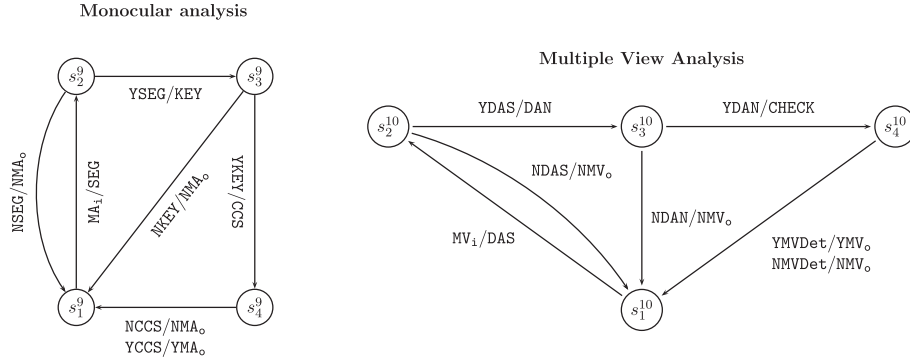 Monocular analysis
s₂⁹
s₃⁹
YSEG/KEY
NSEG/NMAₒ
MAᵢ/SEG
NKEY/NMAₒ
YKEY/CCS
s₁⁹
s₄⁹
NCCS/NMAₒ
YCCS/YMAₒ
Multiple View Analysis
s₂¹⁰
YDAS/DAN
s₃¹⁰
YDAN/CHECK
s₄¹⁰
NDAS/NMVₒ
MVᵢ/DAS
NDAN/NMVₒ
YMVDet/YMVₒ
NMVDet/NMVₒ
s₁¹⁰